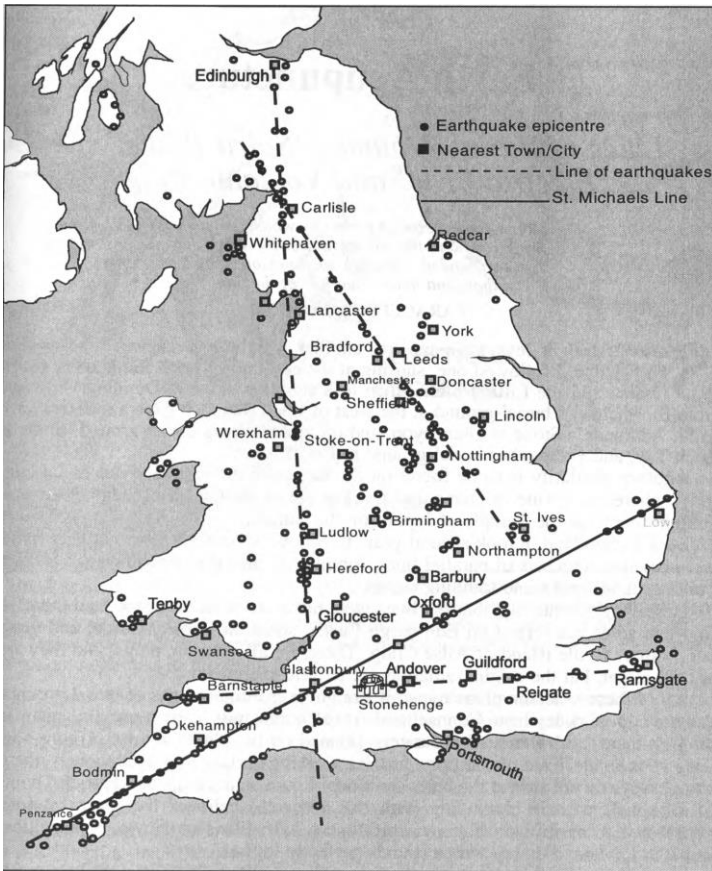 Edinburgh
Earthquake epicentre
Nearest Town/City
Line of earthquakes
St. Michaels Line
Carlisle
Whitehaven
Redcar
Lancaster
York
Bradford
Leeds
Manchester
Doncaster
Sheffield
Lincoln
Wrexham
Stoke-on-Trent
Nottingham
St. Ives
Low
Birmingham
Ludlow
Northampton
Hereford
Barbury
Tenby
Gloucester
Oxford
Swansea
Glastonbury
Andover
Guildford
Ramsgate
Barnstaple
Stonehenge
Reigate
Okehampton
Portsmouth
Bodmin
Penzance